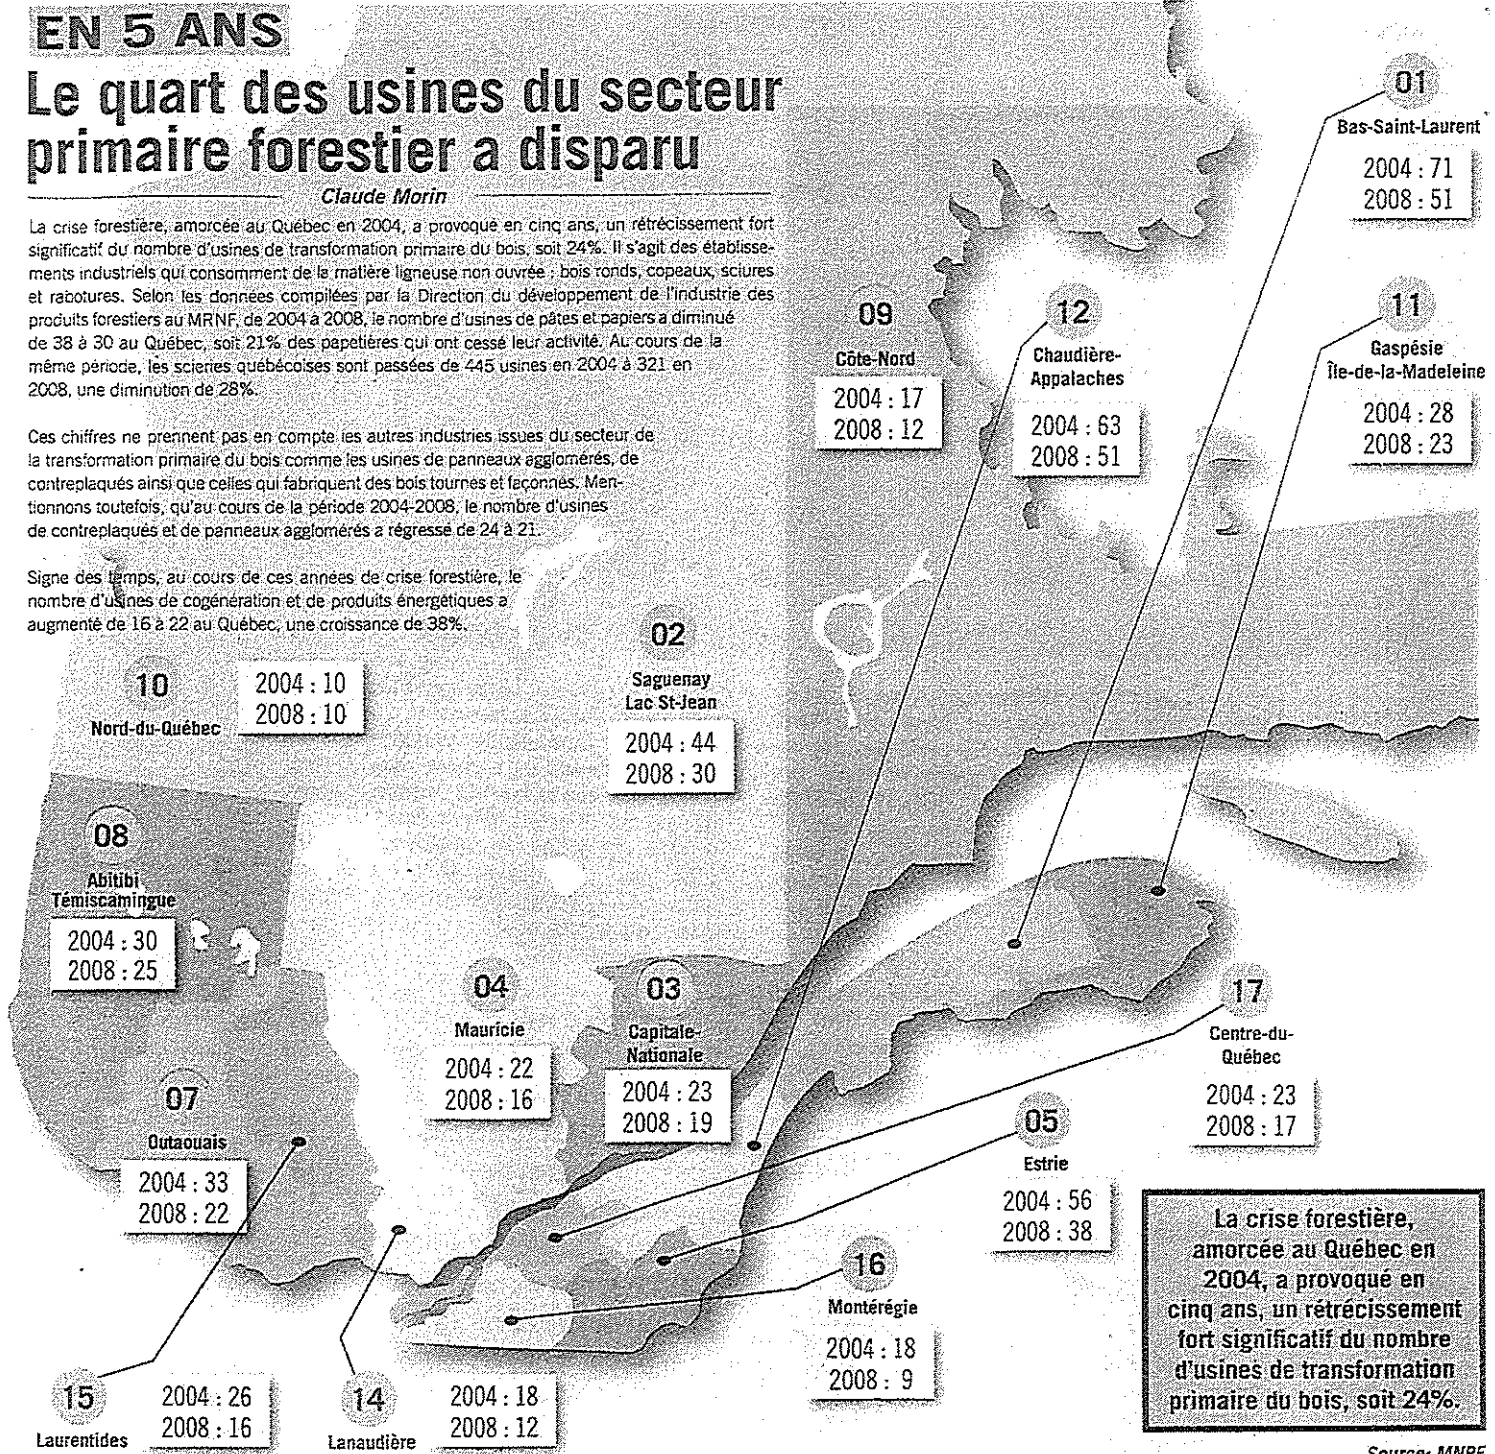 EN 5 ANS
Le quart des usines du secteur
primaire forestier a disparu
Claude Morin
La crise forestière, amorcée au Québec en 2004, a provoqué en cinq ans, un rétrécissement fort
significatif du nombre d'usines de transformation primaire du bois, soit 24%. Il s'agit des établisse-
ments industriels qui consomment de la matière ligneuse non ouvrée : bois ronds, copeaux, sciures
et rabotures. Selon les données compilées par la Direction du développement de l'industrie des
produits forestiers au MRNF, de 2004 à 2008, le nombre d'usines de pâtes et papiers a diminué
de 38 à 30 au Québec, soit 21% des papetières qui ont cessé leur activité. Au cours de la
même période, les scieries québécoises sont passées de 445 usines en 2004 à 321 en
2008, une diminution de 28%.
Ces chiffres ne prennent pas en compte les autres industries issues du secteur de
la transformation primaire du bois comme les usines de panneaux agglomérés, de
contreplaqués ainsi que celles qui fabriquent des bois tournés et façonnés. Men-
tionnons toutefois, qu'au cours de la période 2004-2008, le nombre d'usines
de contreplaqués et de panneaux agglomérés a régressé de 24 à 21.
Signe des temps, au cours de ces années de crise forestière, le
nombre d'usines de cogénération et de produits énergétiques a
augmenté de 16 à 22 au Québec, une croissance de 38%.
01
Bas-Saint-Laurent
2004 : 71
2008 : 51
09
Côte-Nord
2004 : 17
2008 : 12
12
Chaudière-
Appalaches
2004 : 63
2008 : 51
11
Gaspésie
Île-de-la-Madeleine
2004 : 28
2008 : 23
02
Saguenay
Lac St-Jean
2004 : 44
2008 : 30
10
Nord-du-Québec
2004 : 10
2008 : 10
08
Abitibi
Témiscamingue
2004 : 30
2008 : 25
04
Mauricie
2004 : 22
2008 : 16
03
Capitale-
Nationale
2004 : 23
2008 : 19
17
Centre-du-
Québec
2004 : 23
2008 : 17
07
Outaouais
2004 : 33
2008 : 22
05
Estrie
2004 : 56
2008 : 38
16
Montérégie
2004 : 18
2008 : 9
15
Laurentides
2004 : 26
2008 : 16
14
Lanaudière
2004 : 18
2008 : 12
La crise forestière,
amorcée au Québec en
2004, a provoqué en
cinq ans, un rétrécissement
fort significatif du nombre
d'usines de transformation
primaire du bois, soit 24%.
Source: MNRF